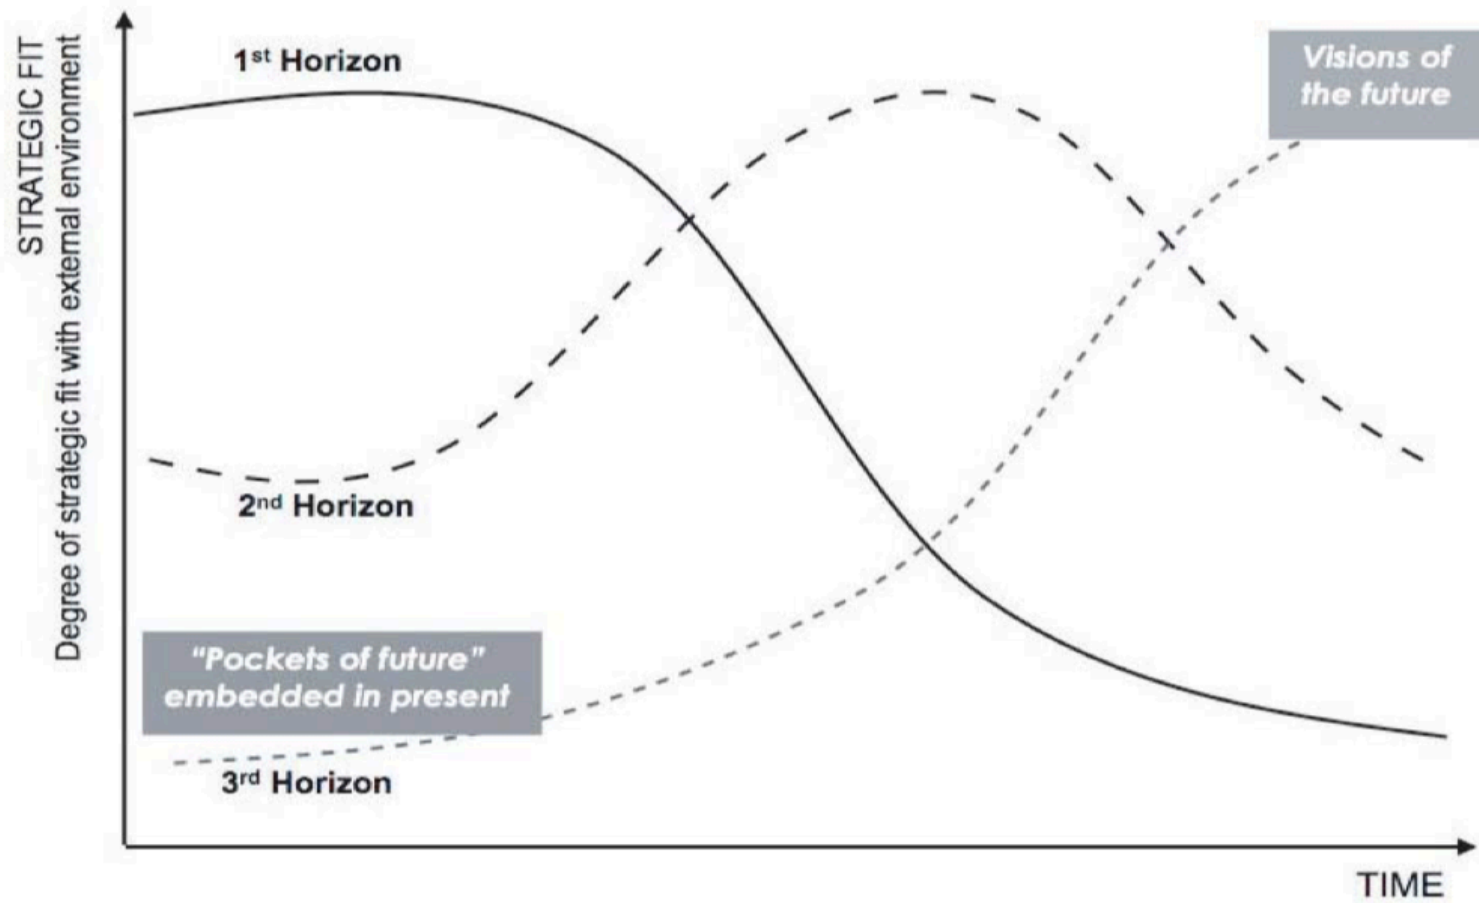 STRATEGIC FIT
Degree of strategic fit with external environment
1st Horizon
Visions of
the future
2nd Horizon
“Pockets of future”
embedded in present
3rd Horizon
TIME